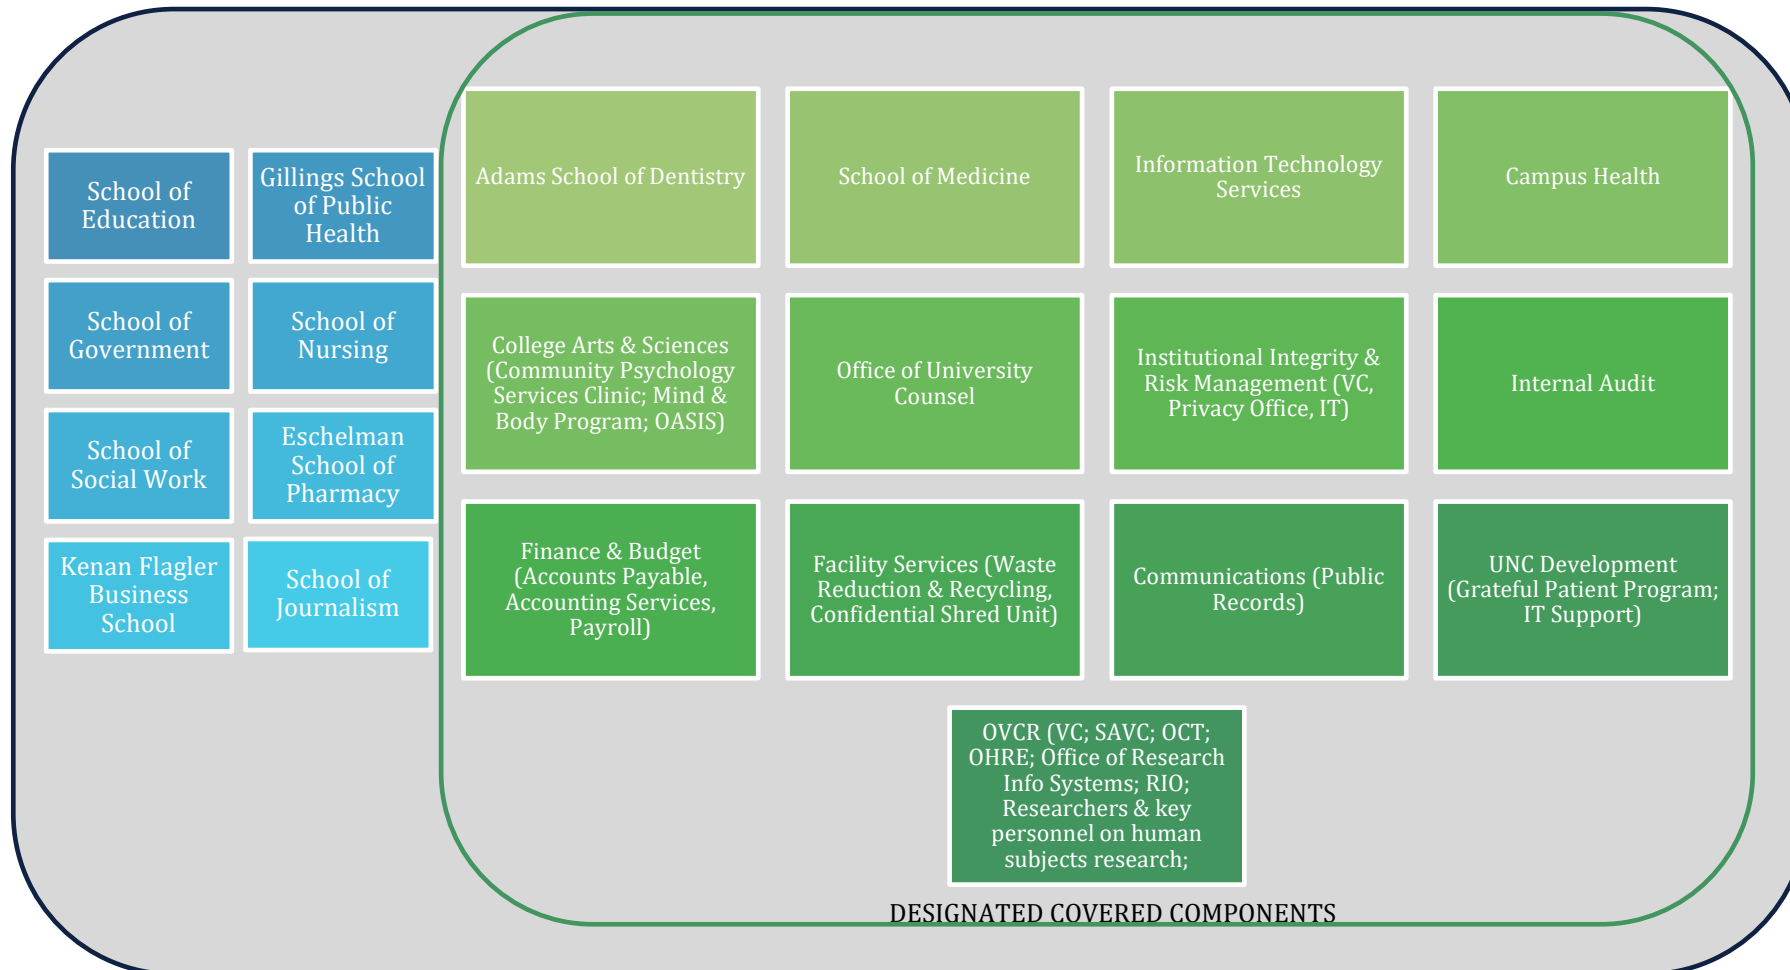 School of
Education
Gillings School
of Public
Health
School of
Government
School of
Nursing
School of
Social Work
Eschelman
School of
Pharmacy
Kenan Flagler
Business
School
School of
Journalism
Adams School of Dentistry
School of Medicine
Information Technology
Services
Campus Health
College Arts & Sciences
(Community Psychology
Services Clinic; Mind &
Body Program; OASIS)
Office of University
Counsel
Institutional Integrity &
Risk Management (VC,
Privacy Office, IT)
Internal Audit
Finance & Budget
(Accounts Payable,
Accounting Services,
Payroll)
Facility Services (Waste
Reduction & Recycling,
Confidential Shred Unit)
Communications (Public
Records)
UNC Development
(Grateful Patient Program;
IT Support)
OVCR (VC; SAVC; OCT;
OHRE; Office of Research
Info Systems; RIO;
Researchers & key
personnel on human
subjects research;
DESIGNATED COVERED COMPONENTS